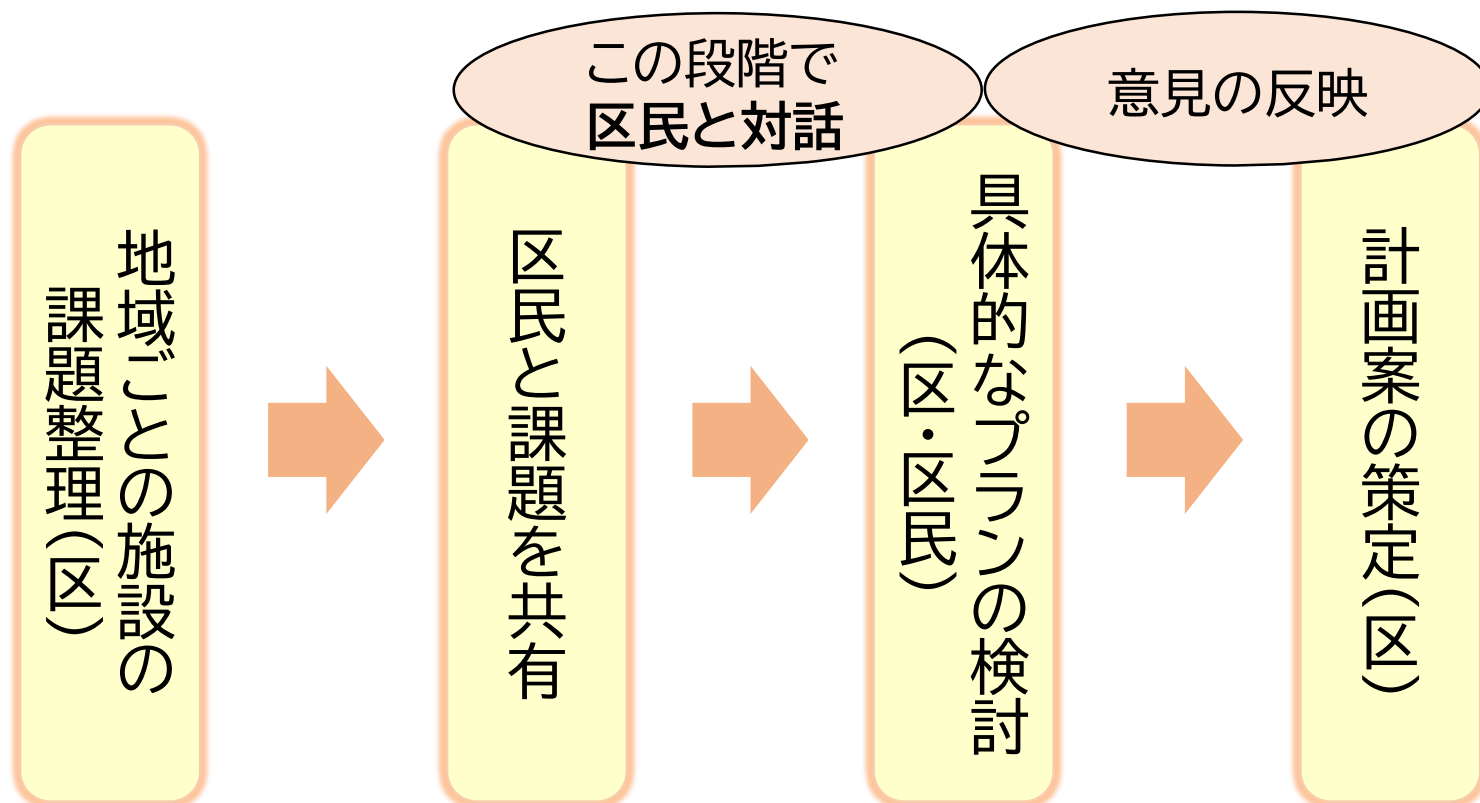 この段階で
区民と対話
意見の反映
地域ごとの施設の
課題整理（区）
区民と課題を共有
具体的なプランの検討
（区・区民）
計画案の策定（区）